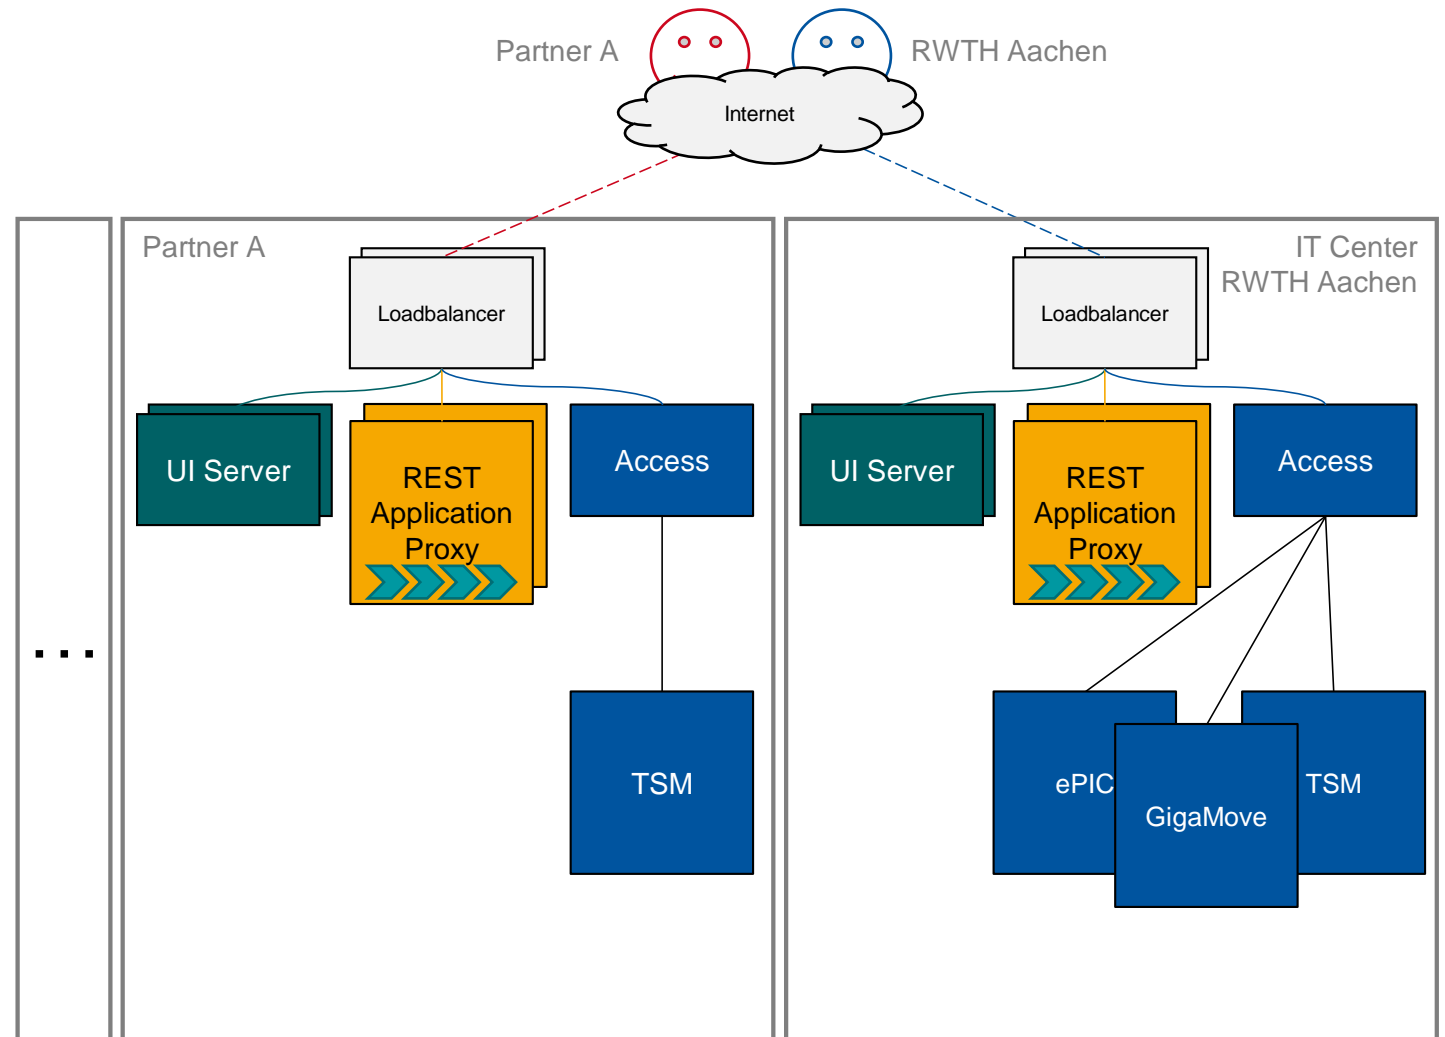 Partner A
RWTH Aachen
Internet
...
Partner A
Loadbalancer
UI Server
REST
Application
Proxy
Access
TSM
IT Center
RWTH Aachen
Loadbalancer
UI Server
REST
Application
Proxy
Access
ePIC
GigaMove
TSM